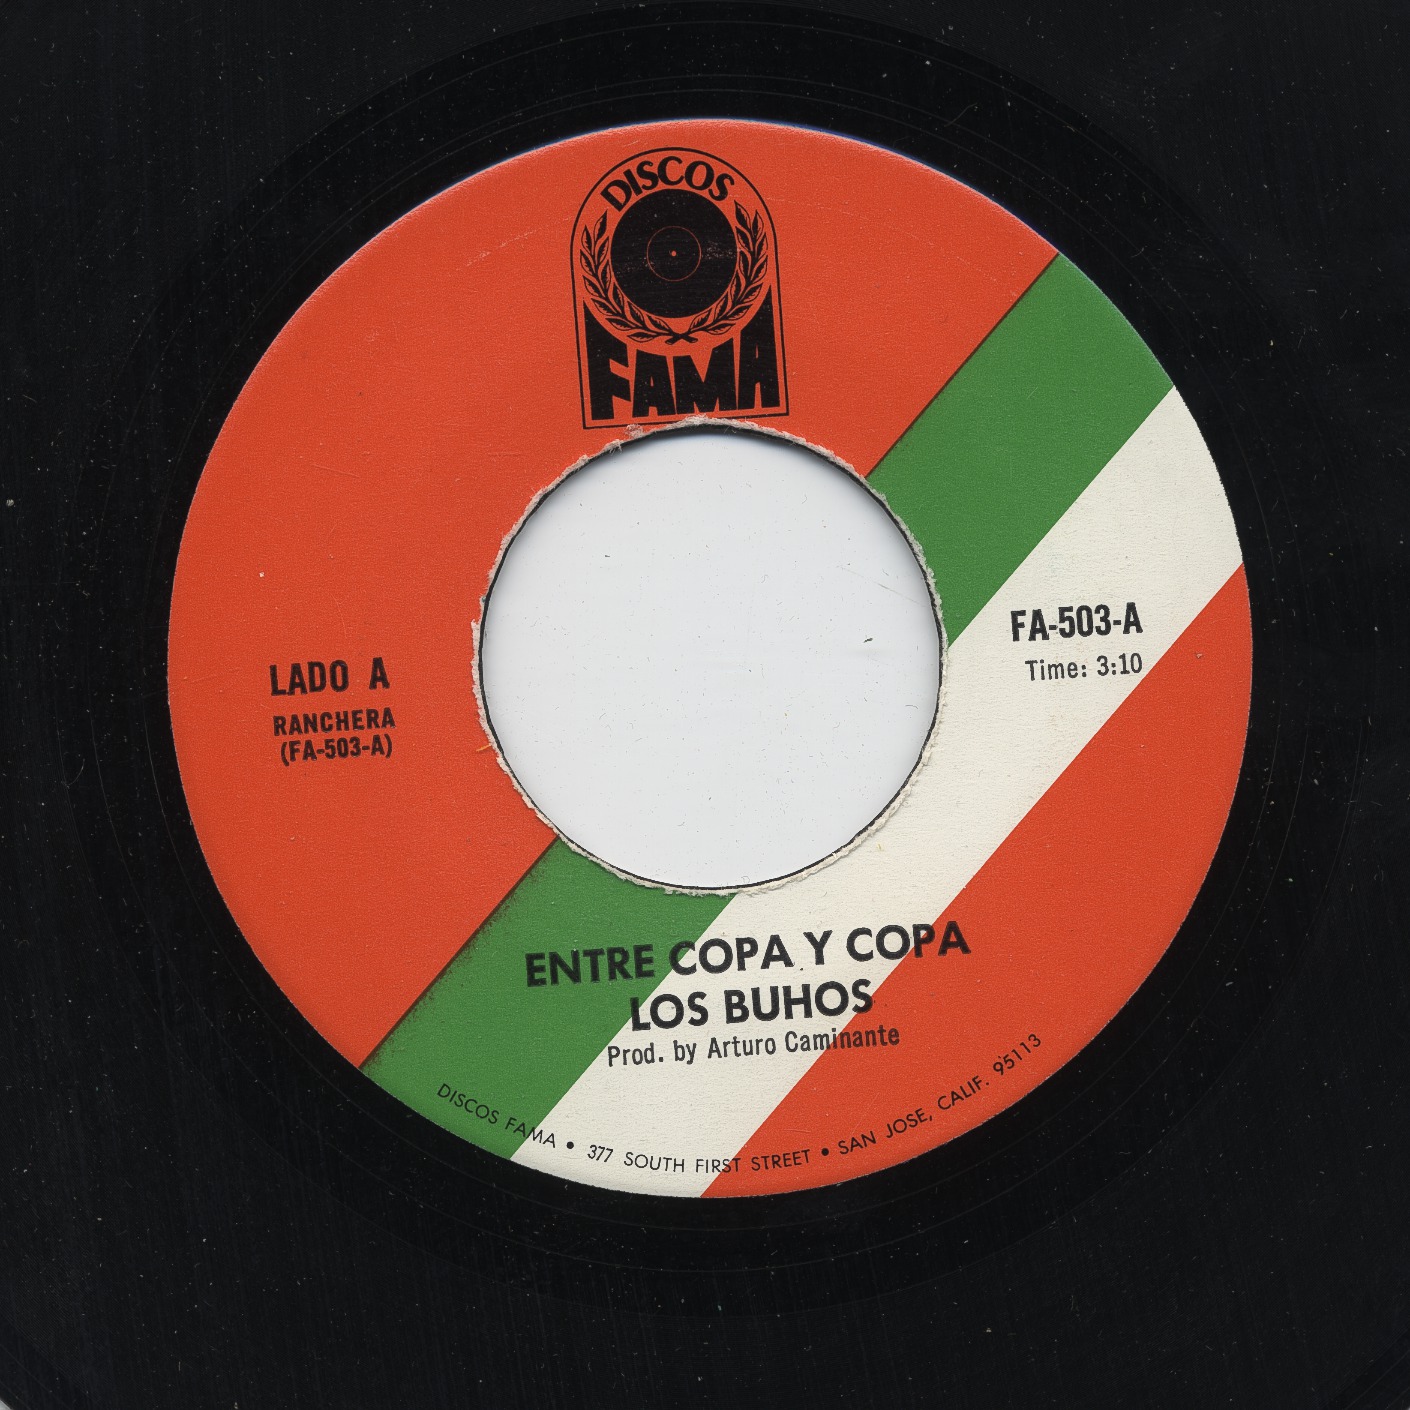 DISCOS
FAMA
LADO A
RANCHERA
(FA-503-A)
FA-503-A
Time: 3:10
ENTRE COPA Y COPA
LOS BUHOS
Prod. by Arturo Caminante
DISCOS FAMA • 377 SOUTH FIRST STREET • SAN JOSE, CALIF. 95113